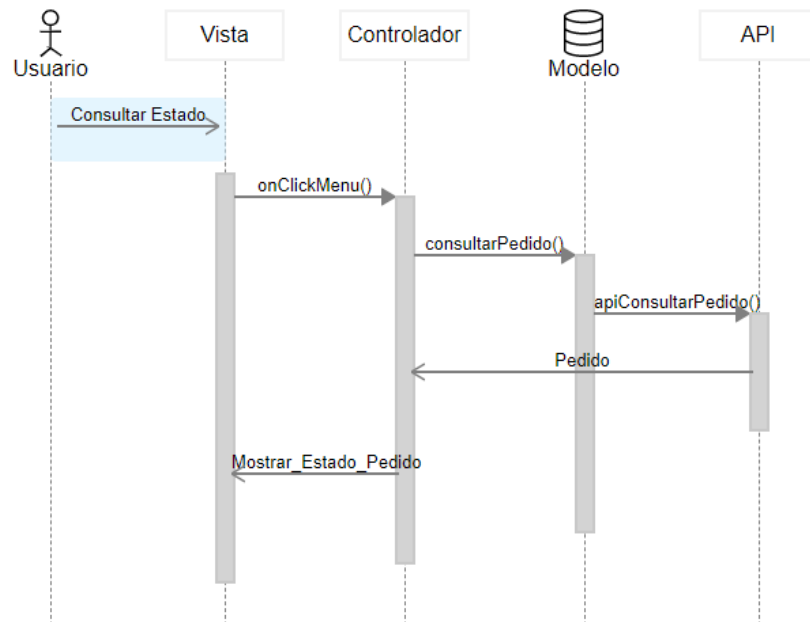 Usuario
Vista
Controlador
Modelo
API
Consultar Estado
onClickMenu()
consultarPedido()
apiConsultarPedido()
Pedido
Mostrar_Estado_Pedido